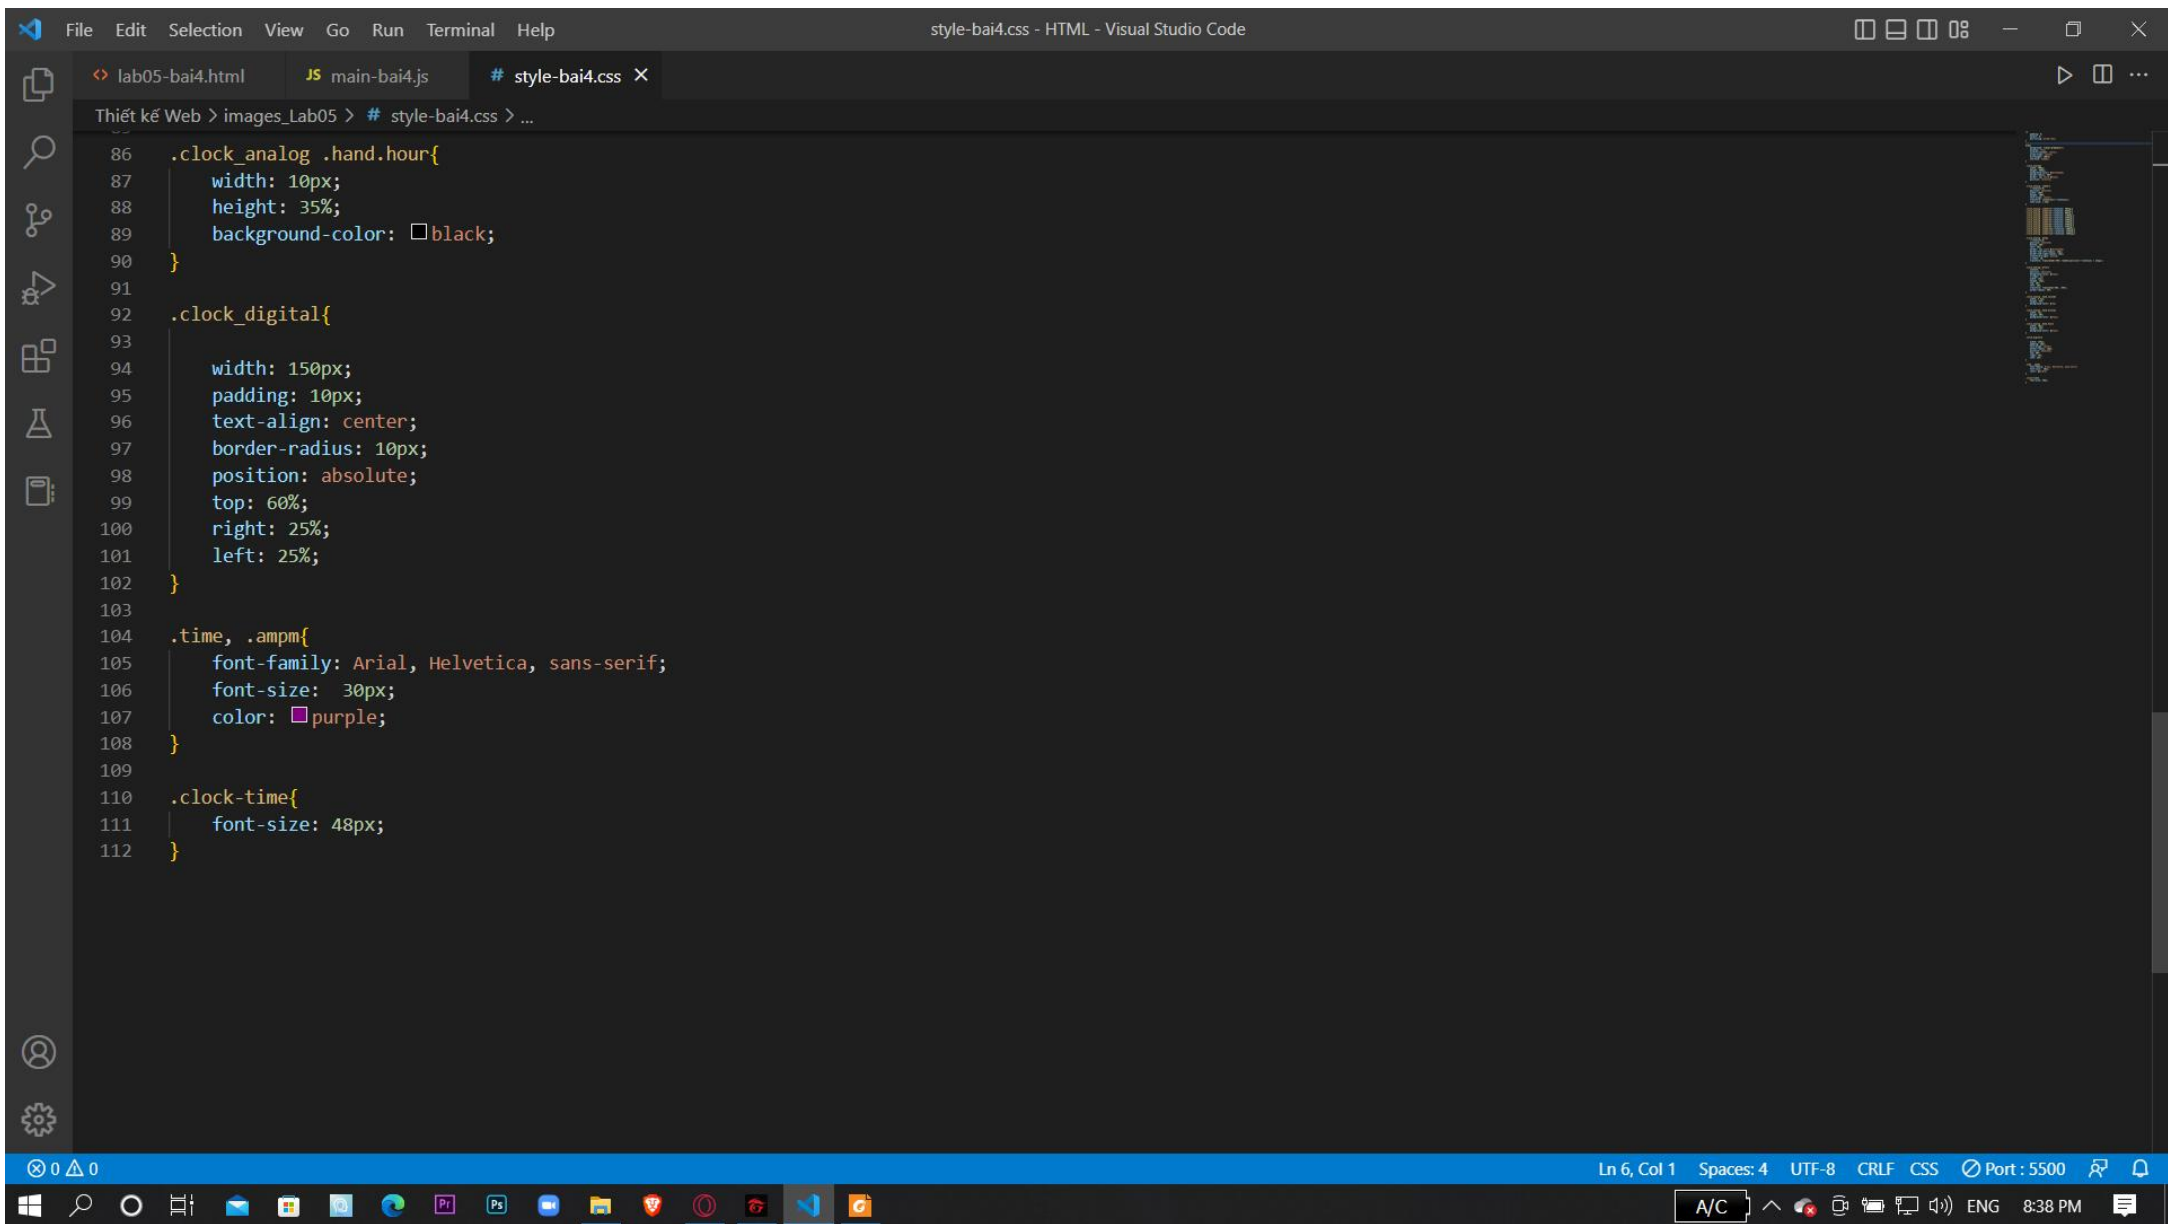 File Edit Selection View Go Run Terminal Help
style-bai4.css - HTML - Visual Studio Code
<> lab05-bai4.html
JS main-bai4.js
# style-bai4.css
Thiết kế Web > images_Lab05 > # style-bai4.css > ...
86 .clock_analog .hand.hour{
87 width: 10px;
88 height: 35%;
89 background-color: black;
90 }
91
92 .clock_digital{
93
94 width: 150px;
95 padding: 10px;
96 text-align: center;
97 border-radius: 10px;
98 position: absolute;
99 top: 60%;
100 right: 25%;
101 left: 25%;
102 }
103
104 .time, .ampm{
105 font-family: Arial, Helvetica, sans-serif;
106 font-size:  30px;
107 color: purple;
108 }
109
110 .clock-time{
111 font-size: 48px;
112 }
0 0
Ln 6, Col 1 Spaces: 4 UTF-8 CRLF CSS Port : 5500
Pr Ps
A/C ENG 8:38 PM